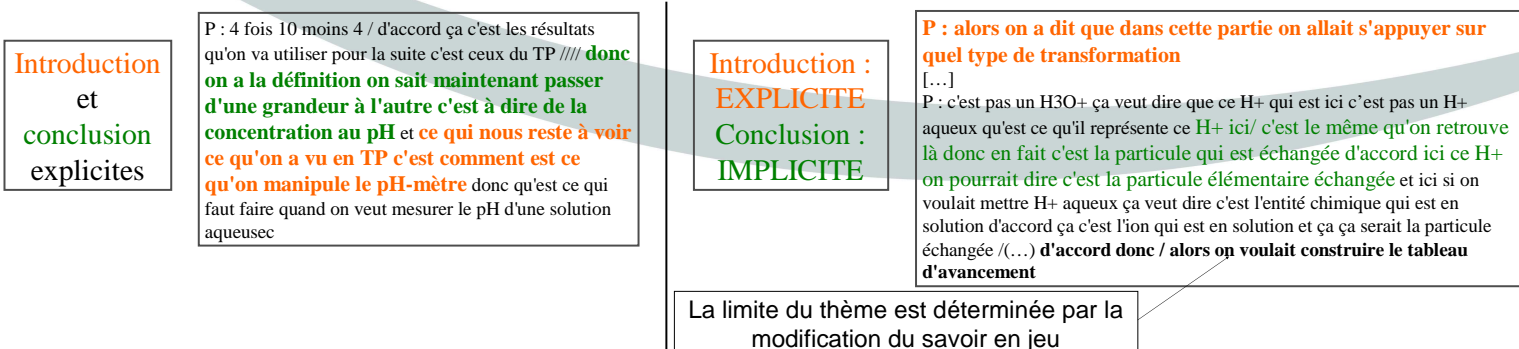 Introduction
et
conclusion
explicites
P : 4 fois 10 moins 4 / d'accord ça c'est les résultats
qu'on va utiliser pour la suite c'est ceux du TP //// donc
on a la définition on sait maintenant passer
d'une grandeur à l'autre c'est à dire de la
concentration au pH et ce qui nous reste à voir
ce qu'on a vu en TP c'est comment est ce
qu'on manipule le pH-mètre donc qu'est ce qui
faut faire quand on veut mesurer le pH d'une solution
aqueusec
Introduction :
EXPLICITE
Conclusion :
IMPLICITE
P : alors on a dit que dans cette partie on allait s'appuyer sur
quel type de transformation
[…]
P : c'est pas un H3O+ ça veut dire que ce H+ qui est ici c’est pas un H+
aqueux qu'est ce qu'il représente ce H+ ici/ c'est le même qu'on retrouve
là donc en fait c'est la particule qui est échangée d'accord ici ce H+
on pourrait dire c'est la particule élémentaire échangée et ici si on
voulait mettre H+ aqueux ça veut dire c'est l'entité chimique qui est en
solution d'accord ça c'est l'ion qui est en solution et ça ça serait la particule
échangée /(…) d'accord donc / alors on voulait construire le tableau
d'avancement
La limite du thème est déterminée par la
modification du savoir en jeu